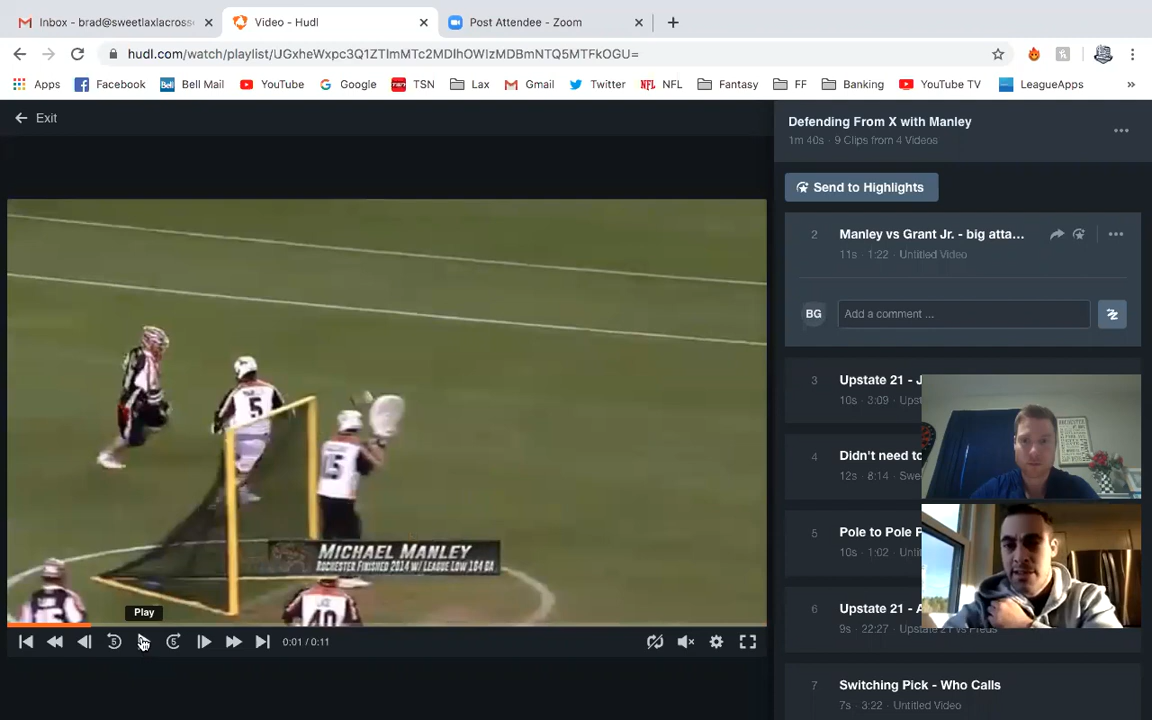 Inbox - brad@sweetlaxlacross
Video - Hudl
Post Attendee - Zoom
hudl.com/watch/playlist/UGxheWxpc3Q1ZTlmMTc2MDlhOWIzMDBmNTQ5MTFkOGU=
Apps Facebook Bell Mail YouTube Google TSN Lax Gmail Twitter NFL Fantasy FF Banking YouTube TV LeagueApps »
Exit
Defending From X with Manley
1m 40s · 9 Clips from 4 Videos
Send to Highlights
2 Manley vs Grant Jr. - big atta...
11s · 1:22 Untitled Video
BG Add a comment ...
3 Upstate 21 - J
10s · 3:09 Upst
4 Didn't need to
12s · 8:14 Swe
5 Pole to Pole P
10s · 1:02 Unti
6 Upstate 21 - A
9s · 22:27 Upstate 21 vs Preds
7 Switching Pick - Who Calls
7s · 3:22 Untitled Video
5
15
MICHAEL MANLEY
ROCHESTER FINISHED 2014 W/ LEAGUE LOW 164 GA
40
Play
5 5 0:01 / 0:11